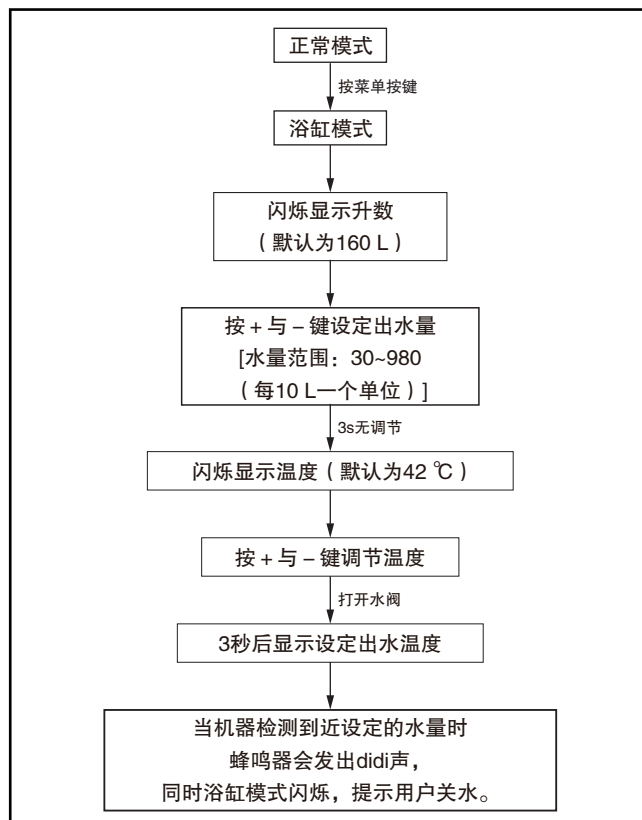 正常模式
按菜单按键
浴缸模式
闪烁显示升数
（默认为160 L）
按 + 与 – 键设定出水量
[水量范围：30~980
（每10 L一个单位）]
3s无调节
闪烁显示温度（默认为42 ℃）
按 + 与 – 键调节温度
打开水阀
3秒后显示设定出水温度
当机器检测到近设定的水量时
蜂鸣器会发出didi声，
同时浴缸模式闪烁，提示用户关水。